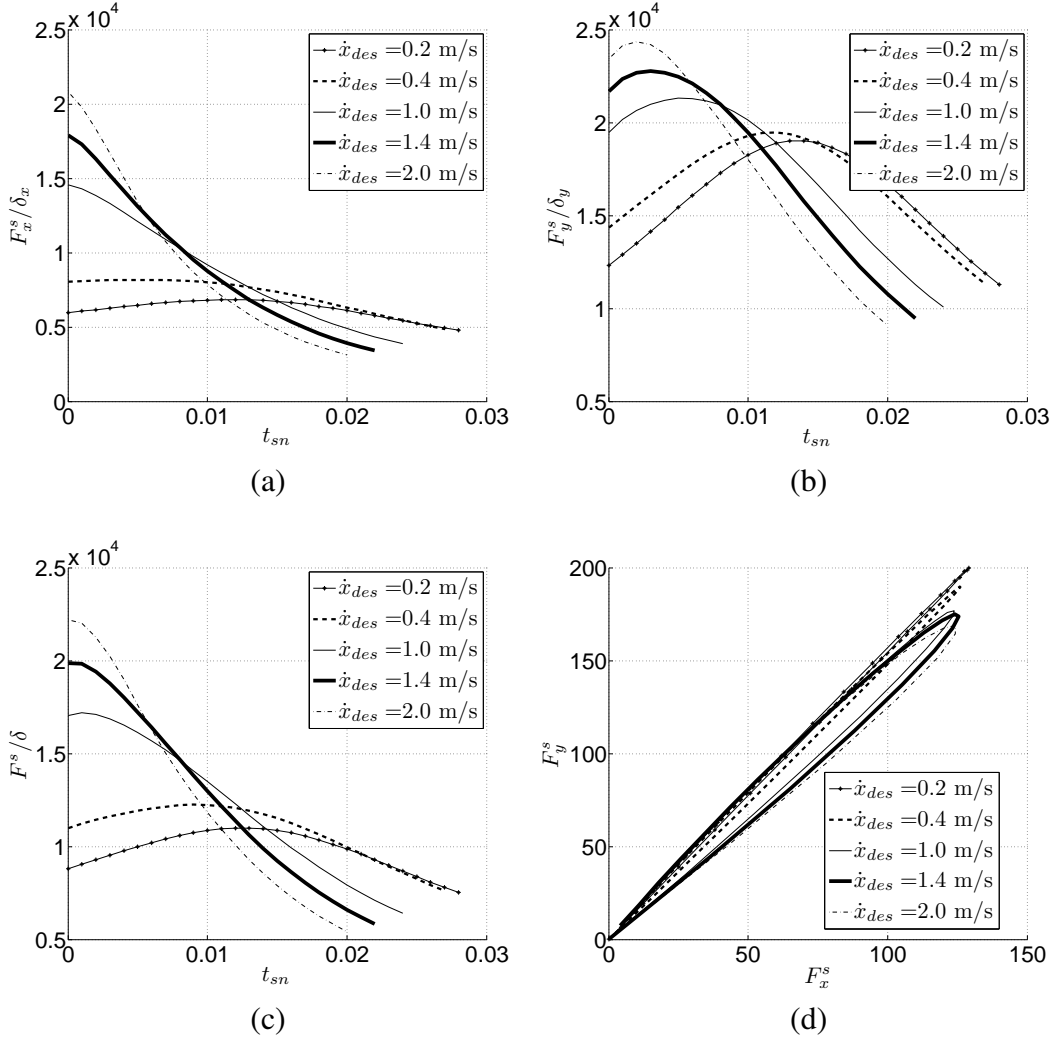 x 10⁴
2.5
2
1.5
1
0.5
0
F_x^s/δ_x
0 0.01 0.02 0.03
t_sn
ẋ_des =0.2 m/s
ẋ_des =0.4 m/s
ẋ_des =1.0 m/s
ẋ_des =1.4 m/s
ẋ_des =2.0 m/s
(a)
x 10⁴
2.5
2
1.5
1
0.5
F_y^s/δ_y
0 0.01 0.02 0.03
t_sn
ẋ_des =0.2 m/s
ẋ_des =0.4 m/s
ẋ_des =1.0 m/s
ẋ_des =1.4 m/s
ẋ_des =2.0 m/s
(b)
x 10⁴
2.5
2
1.5
1
0.5
F^s/δ
0 0.01 0.02 0.03
t_sn
ẋ_des =0.2 m/s
ẋ_des =0.4 m/s
ẋ_des =1.0 m/s
ẋ_des =1.4 m/s
ẋ_des =2.0 m/s
(c)
200
150
100
50
0
F_y^s
0 50 100 150
F_x^s
ẋ_des =0.2 m/s
ẋ_des =0.4 m/s
ẋ_des =1.0 m/s
ẋ_des =1.4 m/s
ẋ_des =2.0 m/s
(d)